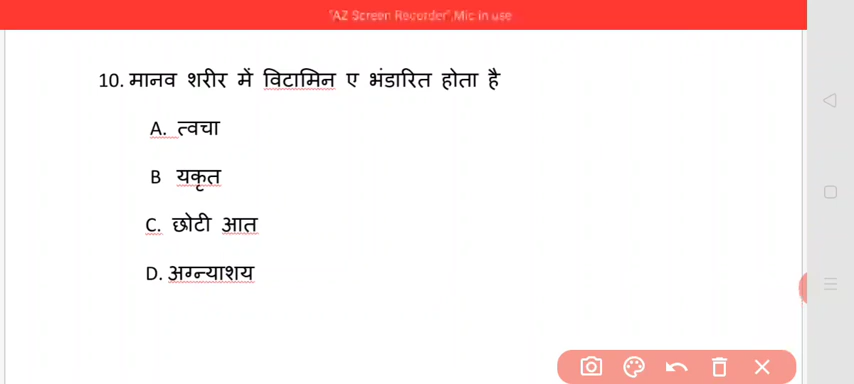 "AZ Screen Recorder",Mic in use
10. मानव शरीर में विटामिन ए भंडारित होता है
A. त्वचा
B यकृत
C. छोटी आत
D. अग्न्याशय